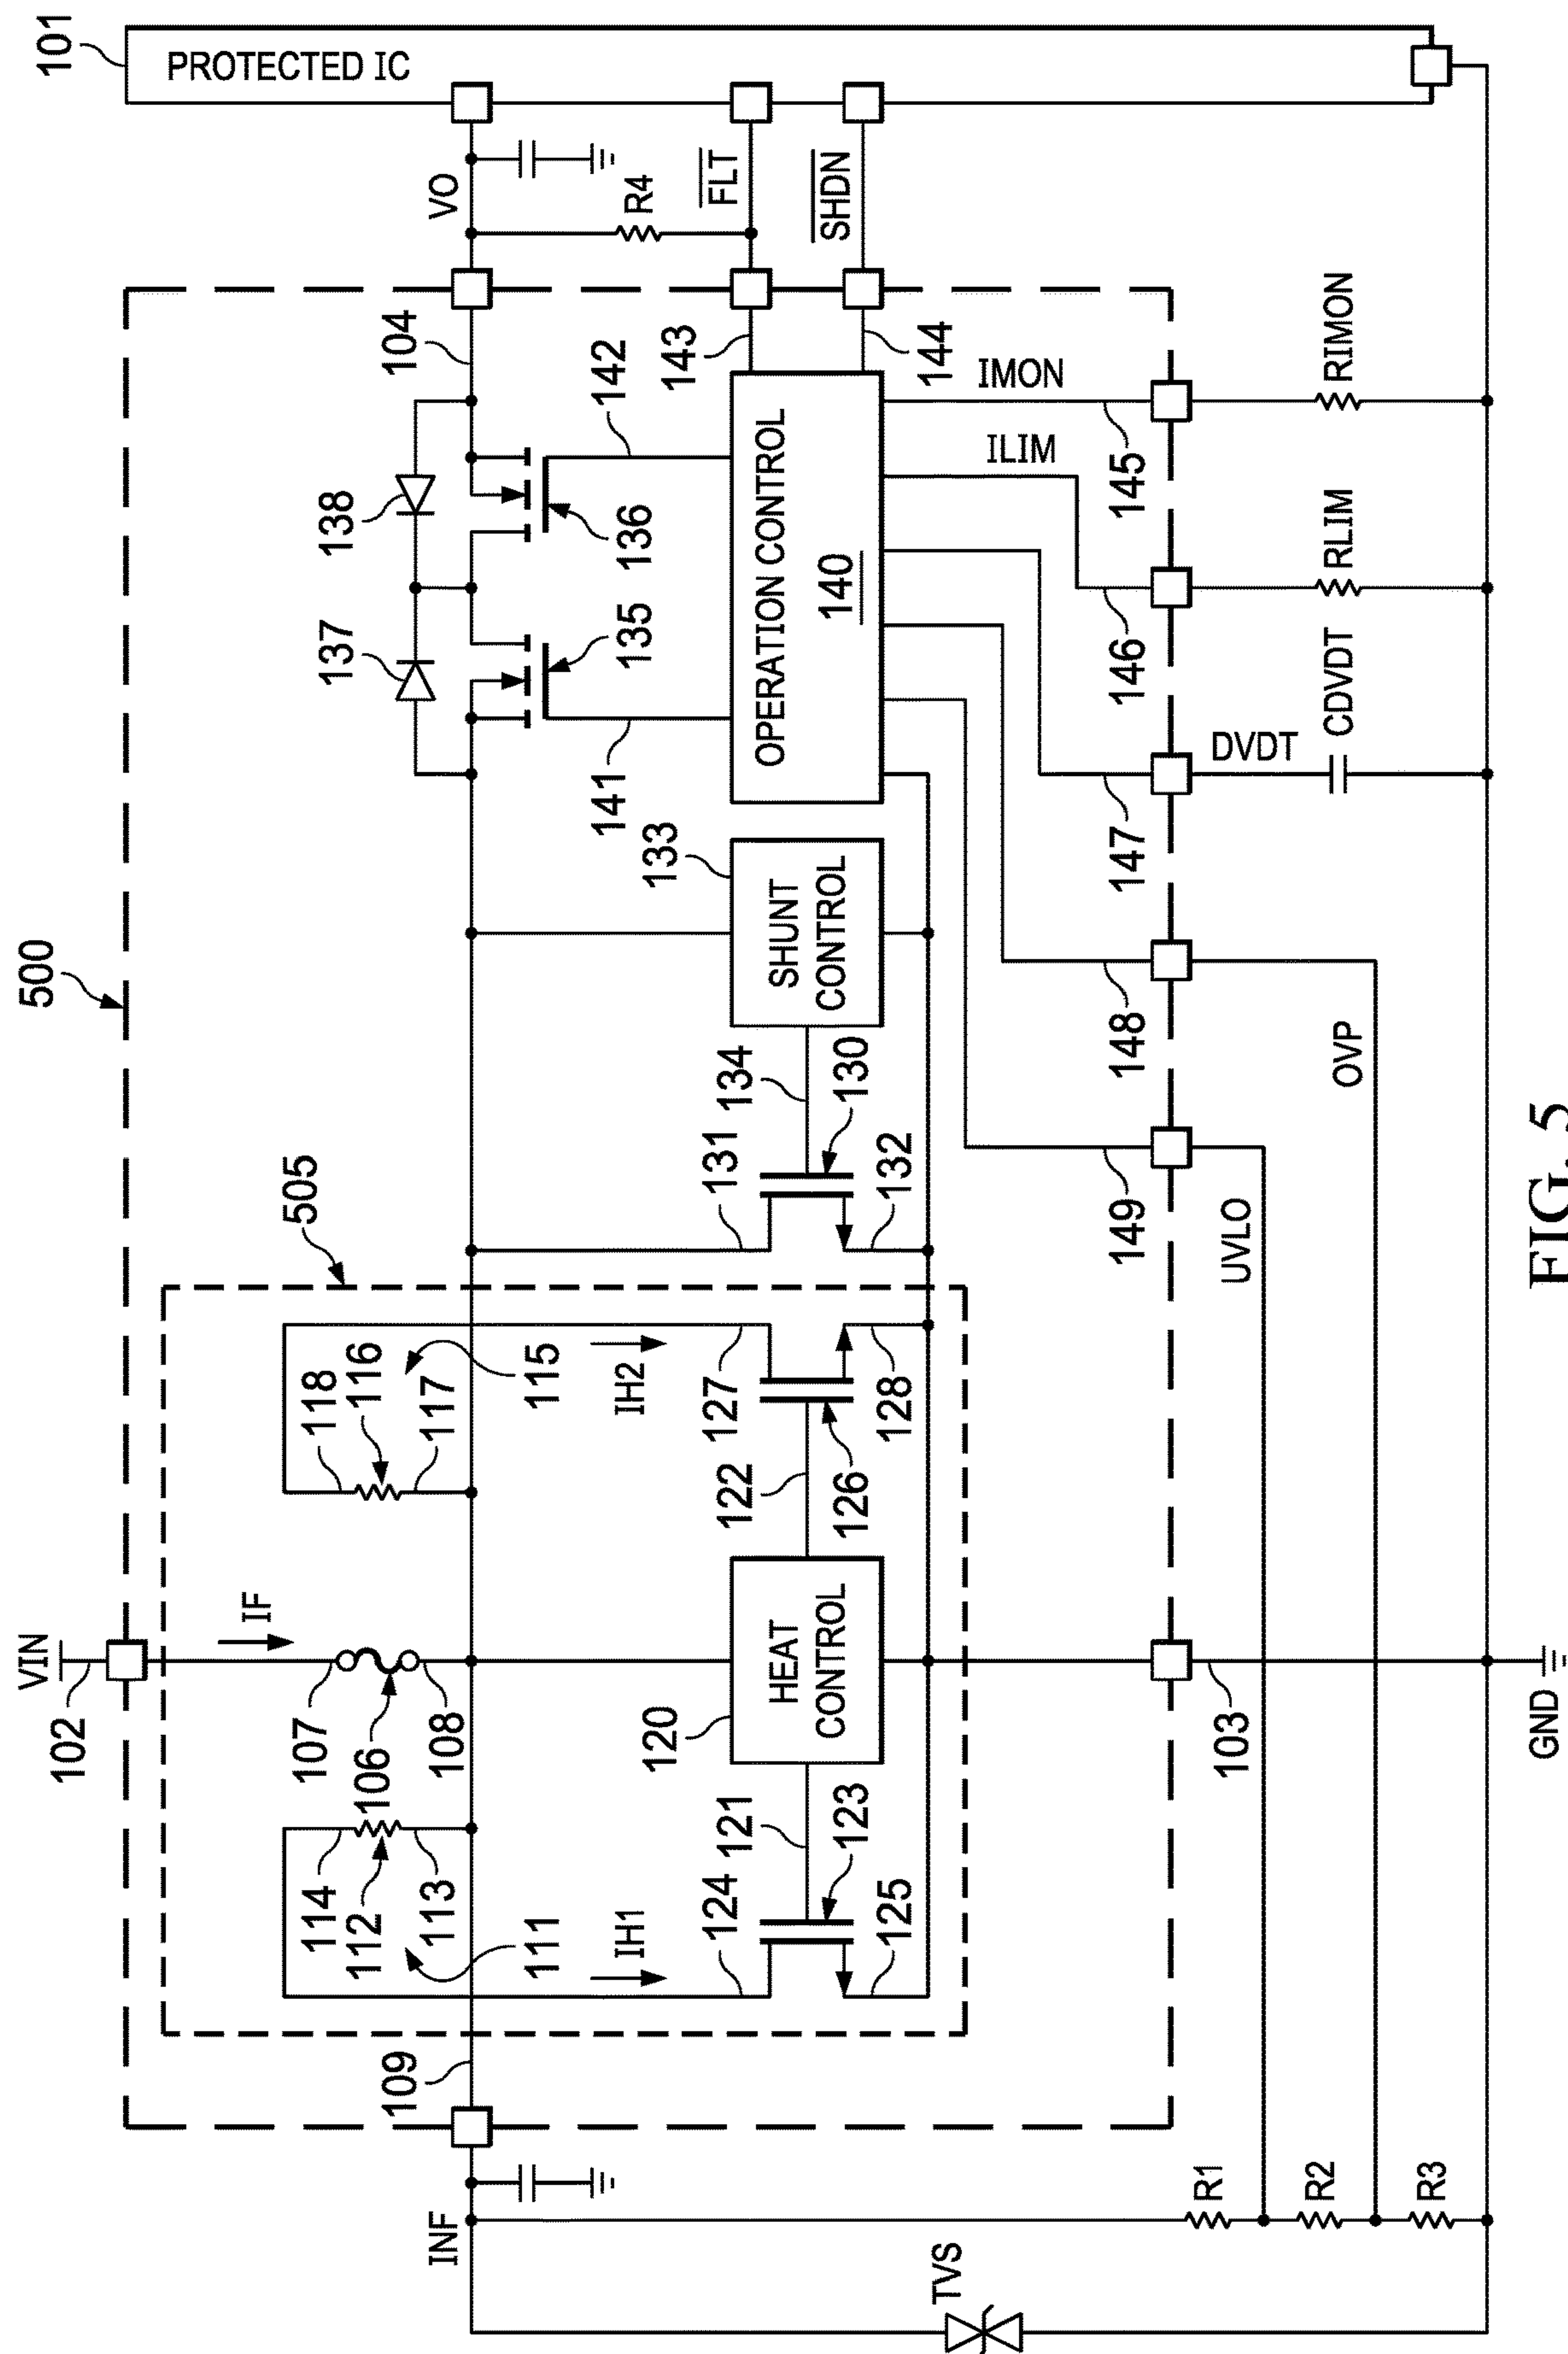 101
PROTECTED IC
VIN
102
500
IF
505
107
114
118
106
112
116
108
113
117
109
INF
111
115
137
138
104
VO
IH1
IH2
141
135
136
142
R4
120
133
143
FLT
124
121
122
127
131
134
HEAT CONTROL
SHUNT CONTROL
OPERATION CONTROL
140
SHDN
123
126
130
125
128
132
144
TVS
ILIM
IMON
149
148
147
146
145
R1
103
UVLO
DVDT
R2
OVP
CDVDT
RLIM
RIMON
R3
GND
FIG. 5